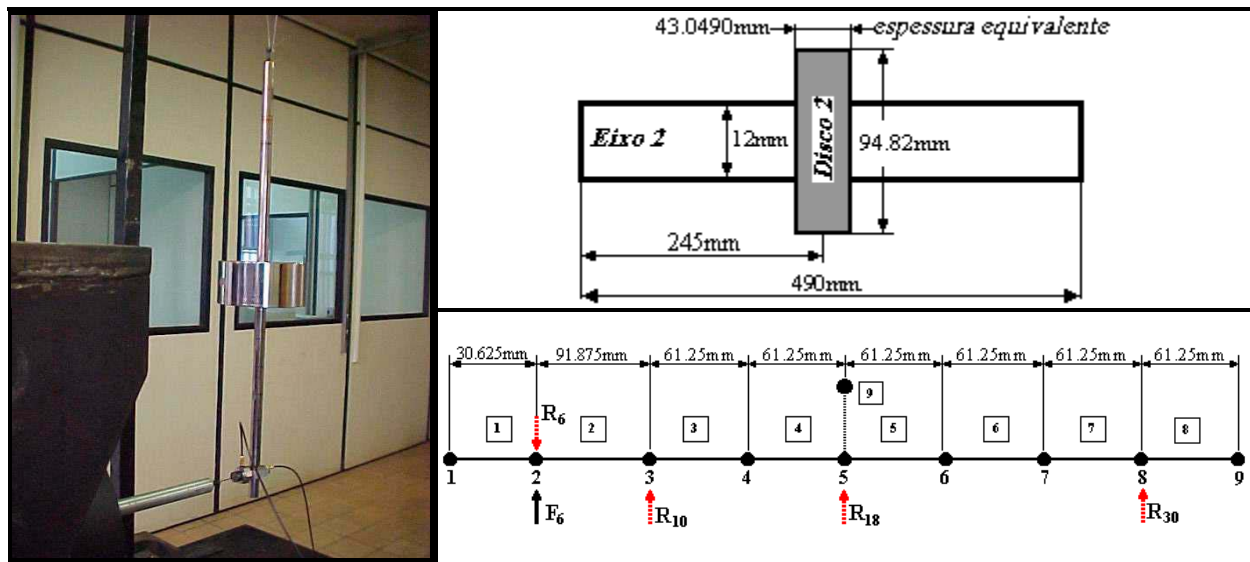 43.0490mm
espessura equivalente
Eixo 2
12mm
Disco 2
94.82mm
245mm
490mm
30.625mm 91.875mm 61.25mm 61.25mm 61.25mm 61.25mm 61.25mm 61.25mm
9
R6
1 2 3 4 5 6 7 8
1 2 3 4 5 6 7 8 9
F6 R10 R18 R30